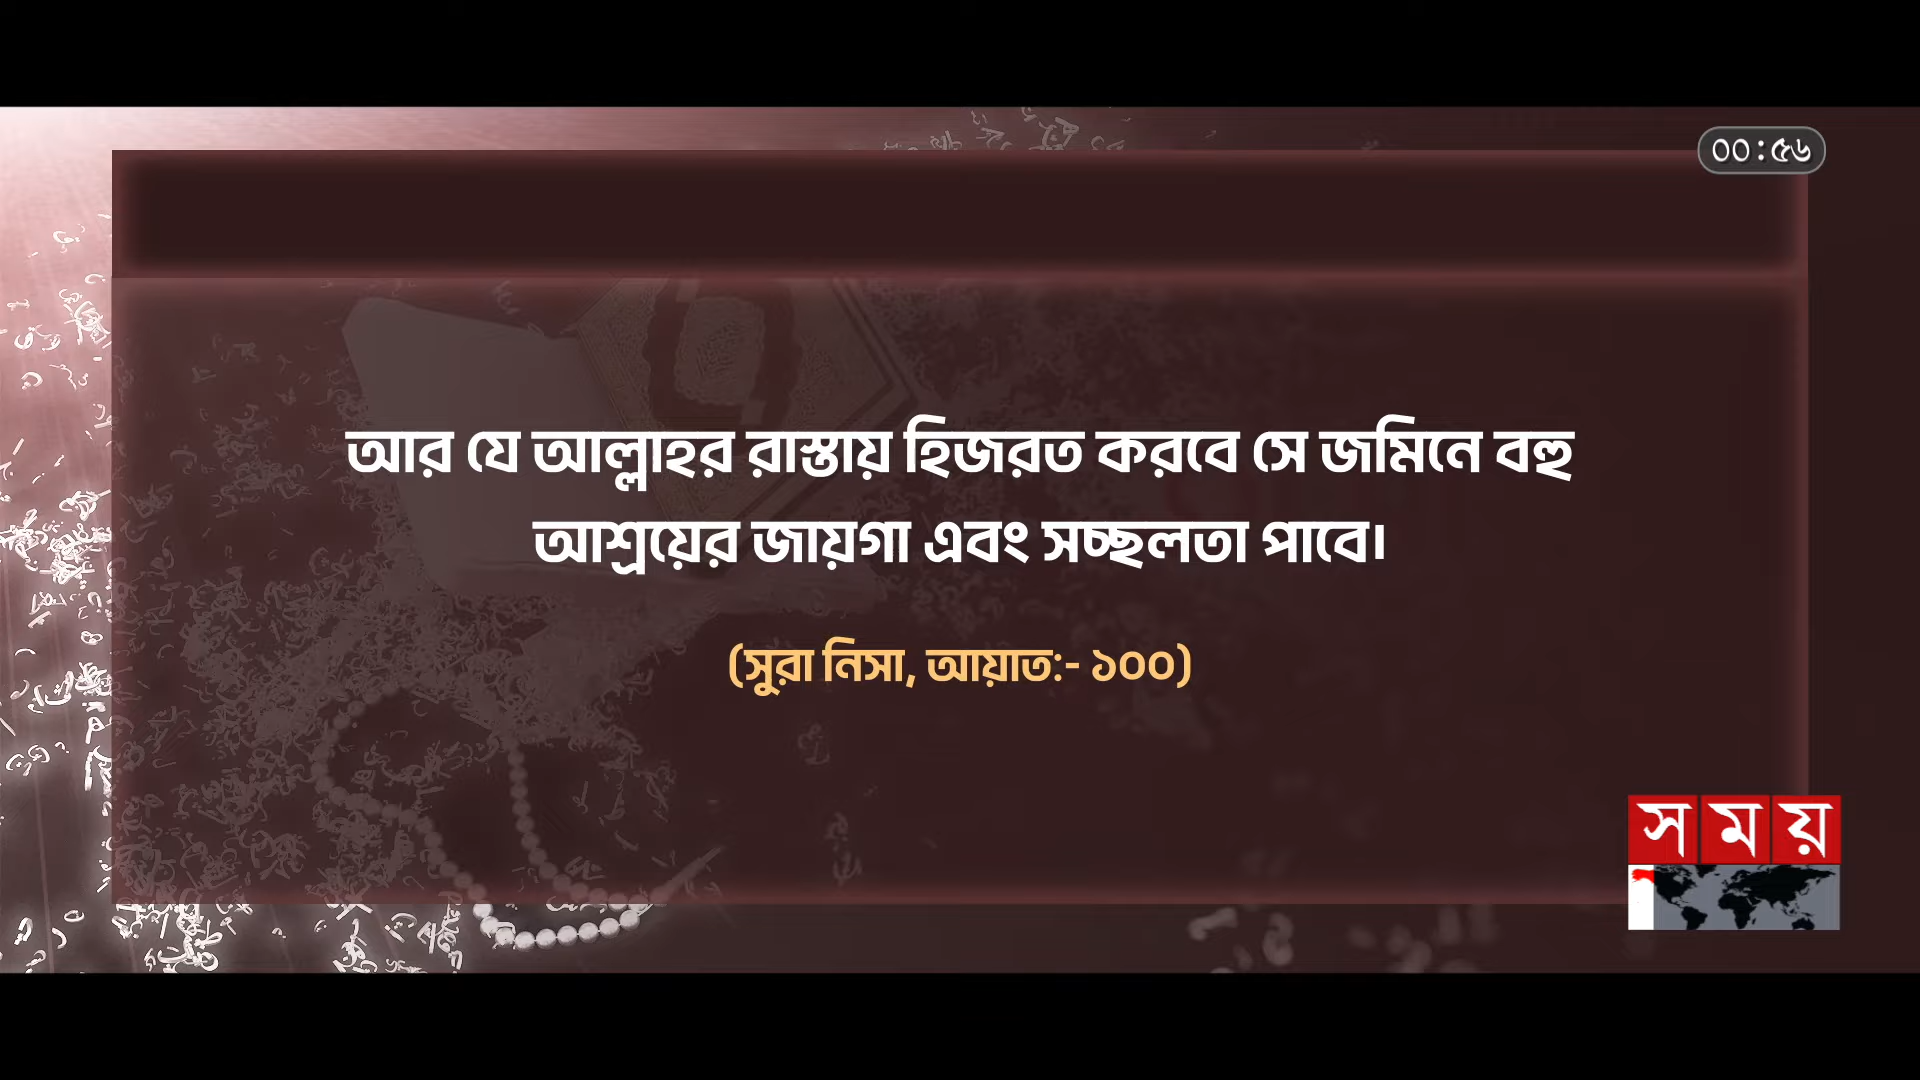 ০০:৫৬
আর যে আল্লাহর রাস্তায় হিজরত করবে সে জমিনে বহু
আশ্রয়ের জায়গা এবং সচ্ছলতা পাবে।
(সুরা নিসা, আয়াত:- ১০০)
সময়